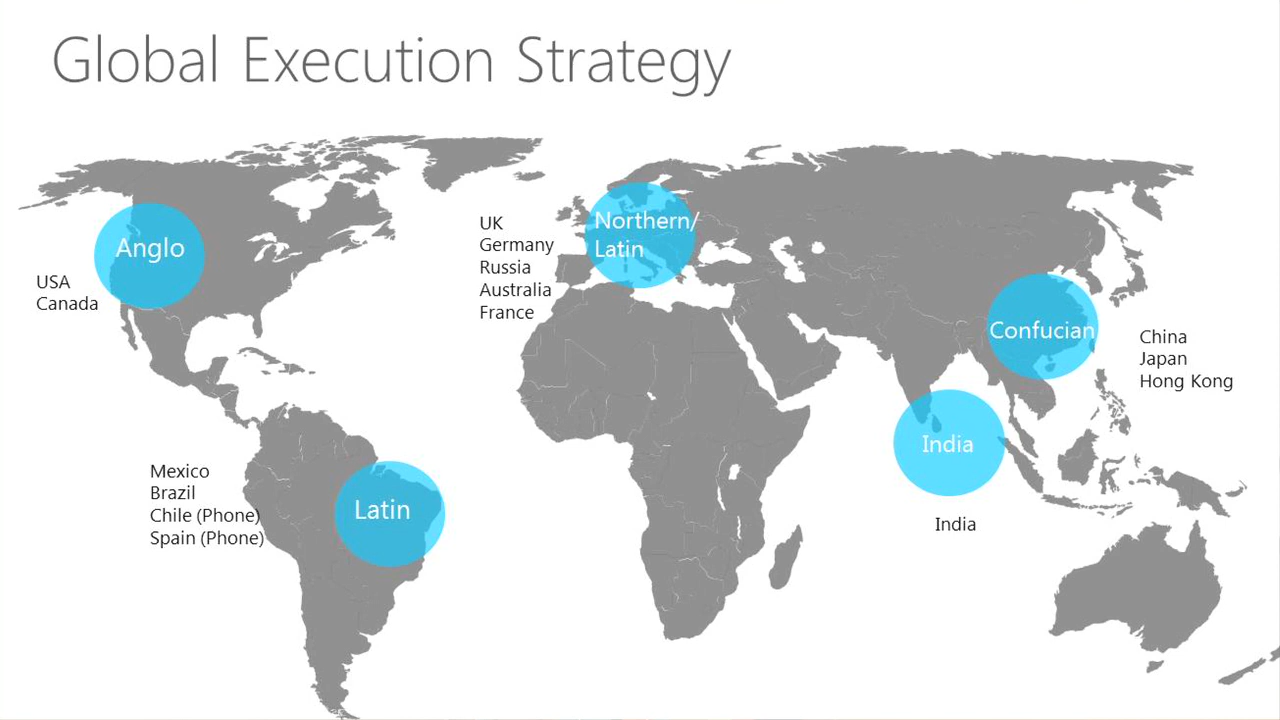 Global Execution Strategy
Anglo
USA
Canada
UK
Germany
Russia
Australia
France
Northern/
Latin
Confucian
China
Japan
Hong Kong
India
India
Mexico
Brazil
Chile (Phone)
Spain (Phone)
Latin